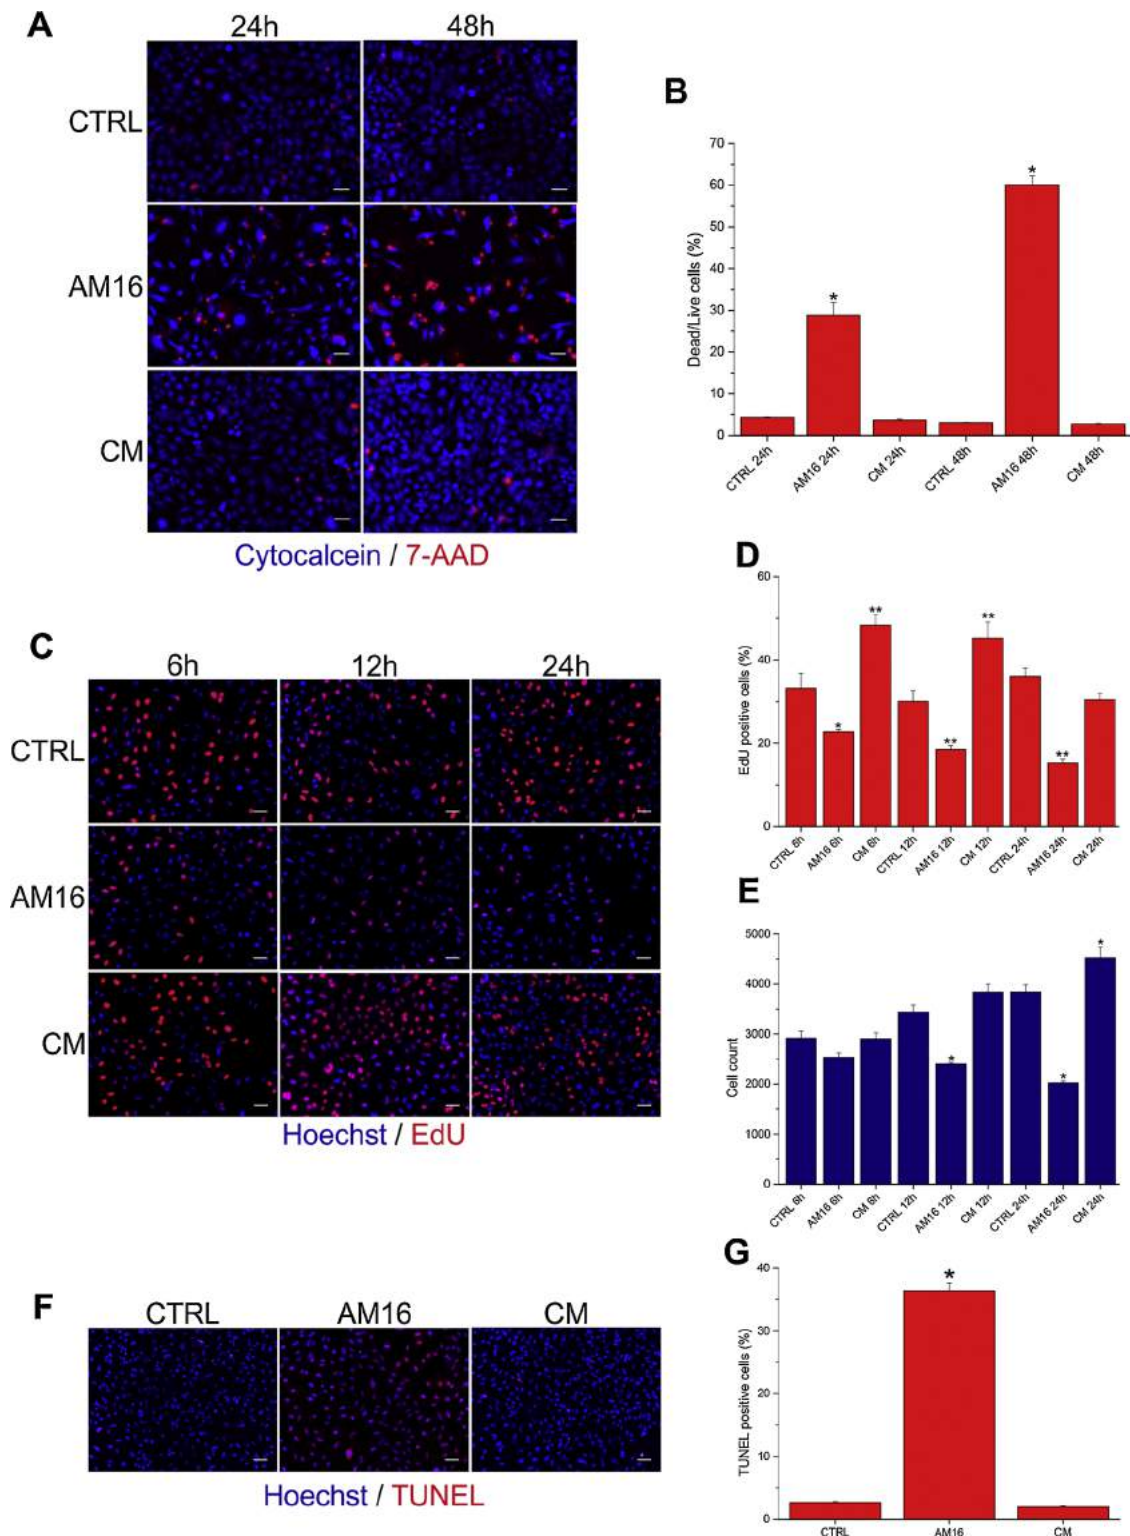 A
24h 48h
CTRL
AM16
CM
Cytocalcein / 7-AAD
B
Dead/Live cells (%)
70
60
50
40
30
20
10
0
*
*
CTRL 24h AM16 24h CM 24h CTRL 48h AM16 48h CM 48h
C
6h 12h 24h
CTRL
AM16
CM
Hoechst / EdU
D
EdU positive cells (%)
60
40
20
0
* ** ** ** **
CTRL 6h AM16 6h CM 6h CTRL 12h AM16 12h CM 12h CTRL 24h AM16 24h CM 24h
E
Cell count
5000
4000
3000
2000
1000
0
* * *
CTRL 6h AM16 6h CM 6h CTRL 12h AM16 12h CM 12h CTRL 24h AM16 24h CM 24h
F
CTRL AM16 CM
Hoechst / TUNEL
G
TUNEL positive cells (%)
40
30
20
10
0
*
CTRL AM16 CM